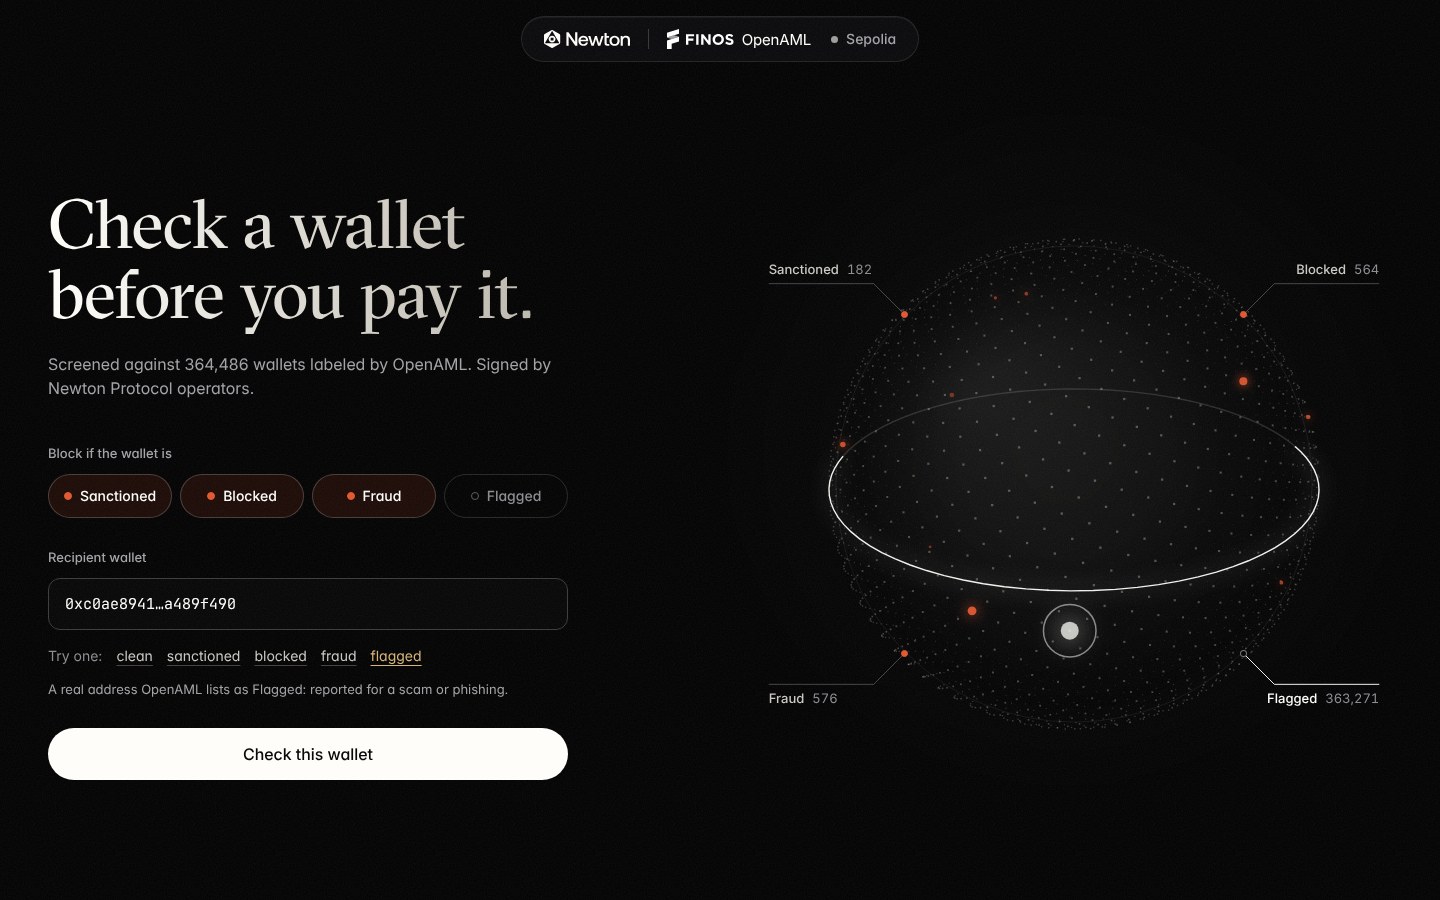 Newton
FINOS OpenAML
Sepolia
Check a wallet
before you pay it.
Screened against 364,486 wallets labeled by OpenAML. Signed by
Newton Protocol operators.
Block if the wallet is
Sanctioned
Blocked
Fraud
Flagged
Recipient wallet
0xc0ae8941…a489f490
Try one: clean sanctioned blocked fraud flagged
A real address OpenAML lists as Flagged: reported for a scam or phishing.
Check this wallet
Sanctioned 182
Blocked 564
Fraud 576
Flagged 363,271